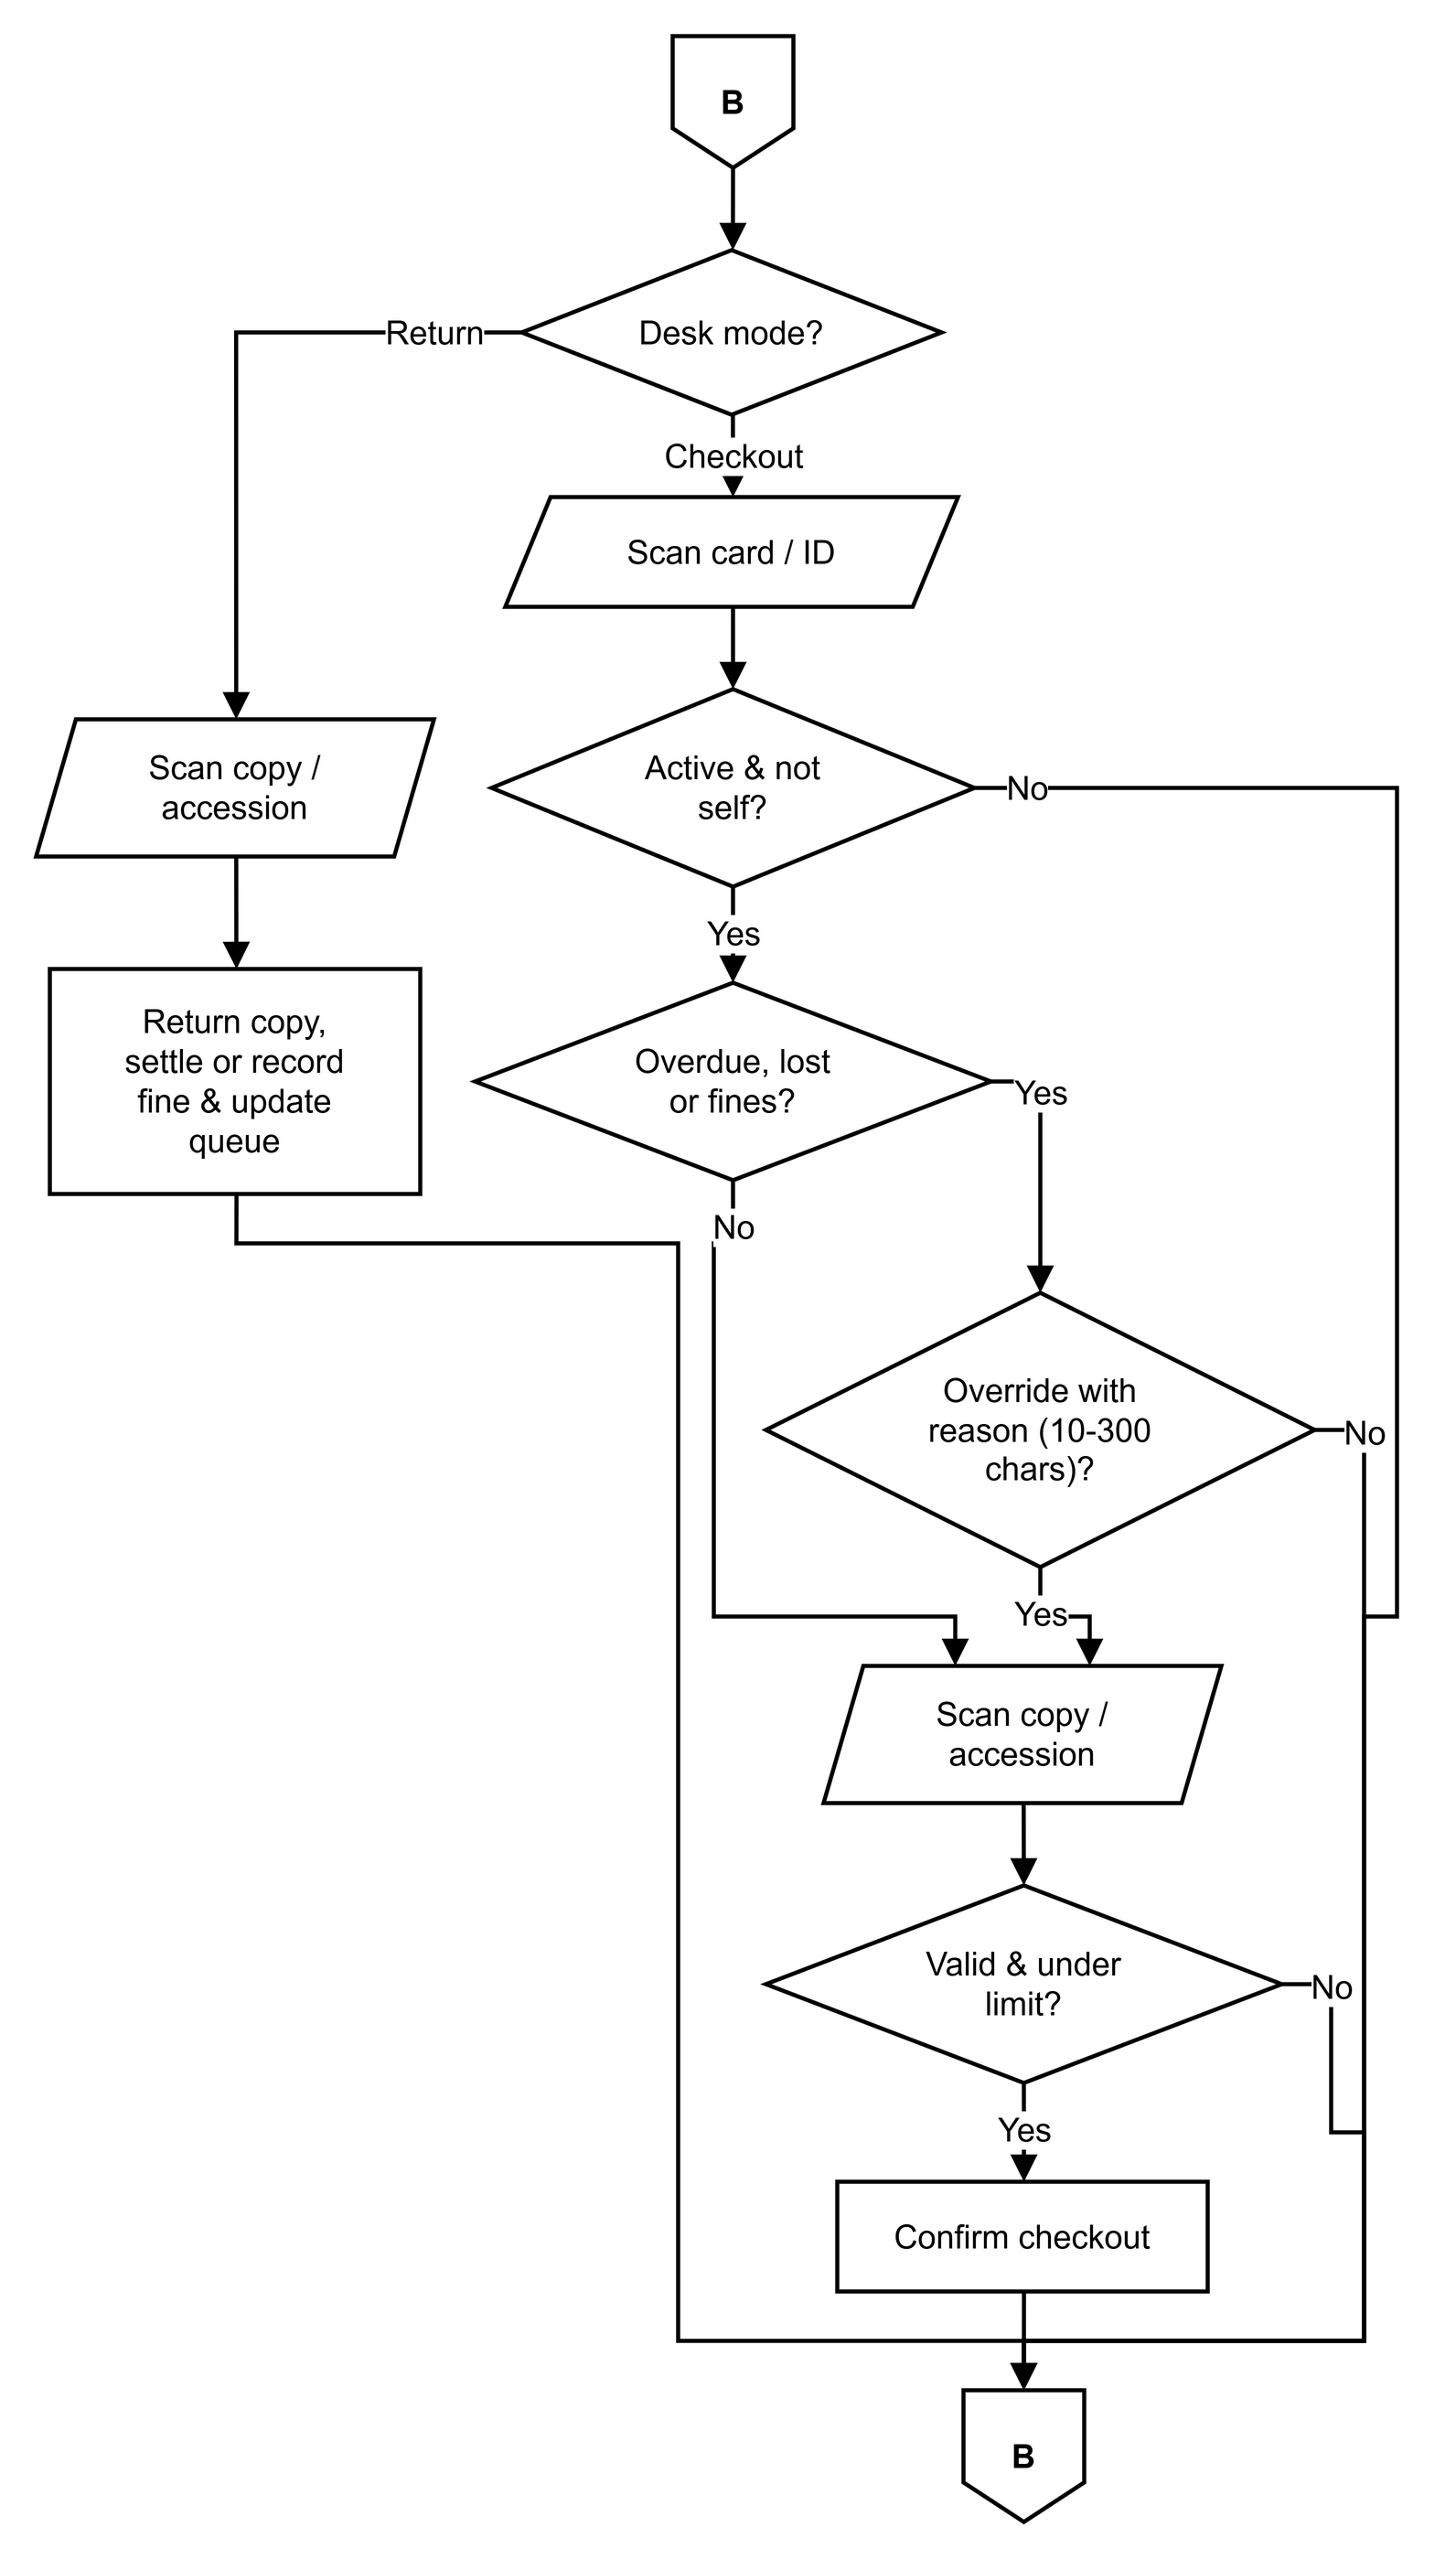 B
Desk mode?
Return
Checkout
Scan card / ID
Scan copy /
accession
Active & not
self?
No
Yes
Return copy,
settle or record
fine & update
queue
Overdue, lost
or fines?
Yes
No
Override with
reason (10-300
chars)?
No
Yes
Scan copy /
accession
Valid & under
limit?
No
Yes
Confirm checkout
B